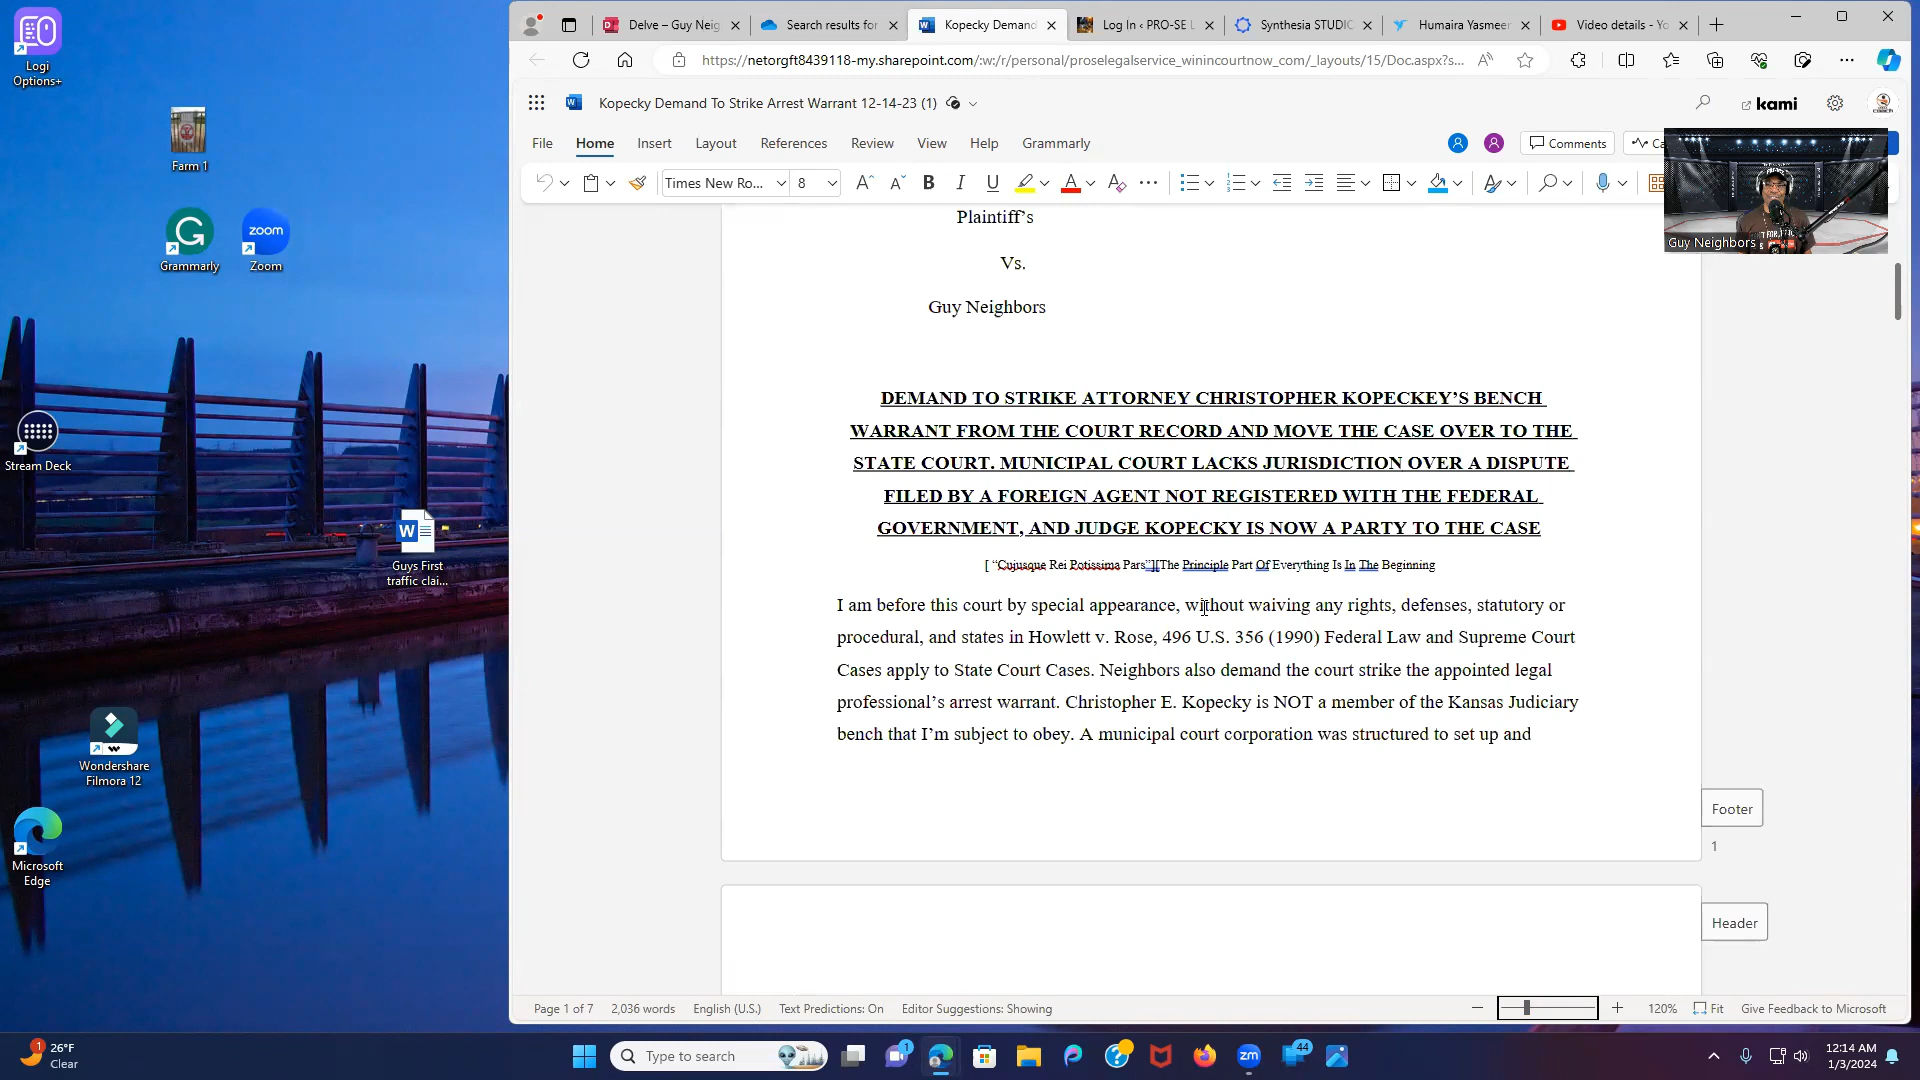 Logi
Options+
Farm 1
Grammarly
zoom
Zoom
Stream Deck
Guys First
traffic clai...
Wondershare
Filmora 12
Microsoft
Edge
Delve – Guy Neig
Search results for
Kopecky Demand
Log In ‹ PRO-SE L
Synthesia STUDIO
Humaira Yasmeer
Video details - Yo
https://netorgft8439118-my.sharepoint.com/:w:/r/personal/proselegalservice_winincourtnow_com/_layouts/15/Doc.aspx?s...
Kopecky Demand To Strike Arrest Warrant 12-14-23 (1)
kami
File Home Insert Layout References Review View Help Grammarly
Comments
Ca
Times New Ro... 8
Guy Neighbors
Plaintiff's
Vs.
Guy Neighbors
DEMAND TO STRIKE ATTORNEY CHRISTOPHER KOPECKEY'S BENCH
WARRANT FROM THE COURT RECORD AND MOVE THE CASE OVER TO THE
STATE COURT. MUNICIPAL COURT LACKS JURISDICTION OVER A DISPUTE
FILED BY A FOREIGN AGENT NOT REGISTERED WITH THE FEDERAL
GOVERNMENT, AND JUDGE KOPECKY IS NOW A PARTY TO THE CASE
[ "Cujusque Rei Potissima Pars"][The Principle Part Of Everything Is In The Beginning
I am before this court by special appearance, without waiving any rights, defenses, statutory or
procedural, and states in Howlett v. Rose, 496 U.S. 356 (1990) Federal Law and Supreme Court
Cases apply to State Court Cases. Neighbors also demand the court strike the appointed legal
professional's arrest warrant. Christopher E. Kopecky is NOT a member of the Kansas Judiciary
bench that I'm subject to obey. A municipal court corporation was structured to set up and
Footer
1
Header
Page 1 of 7 2,036 words English (U.S.) Text Predictions: On Editor Suggestions: Showing 120% Fit Give Feedback to Microsoft
1
26°F
Clear
Type to search
1
zm
44
12:14 AM
1/3/2024